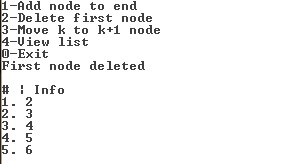 1-Add node to end
2-Delete first node
3-Move k to k+1 node
4-View list
0-Exit
First node deleted
# ¦ Info
1. 2
2. 3
3. 4
4. 5
5. 6